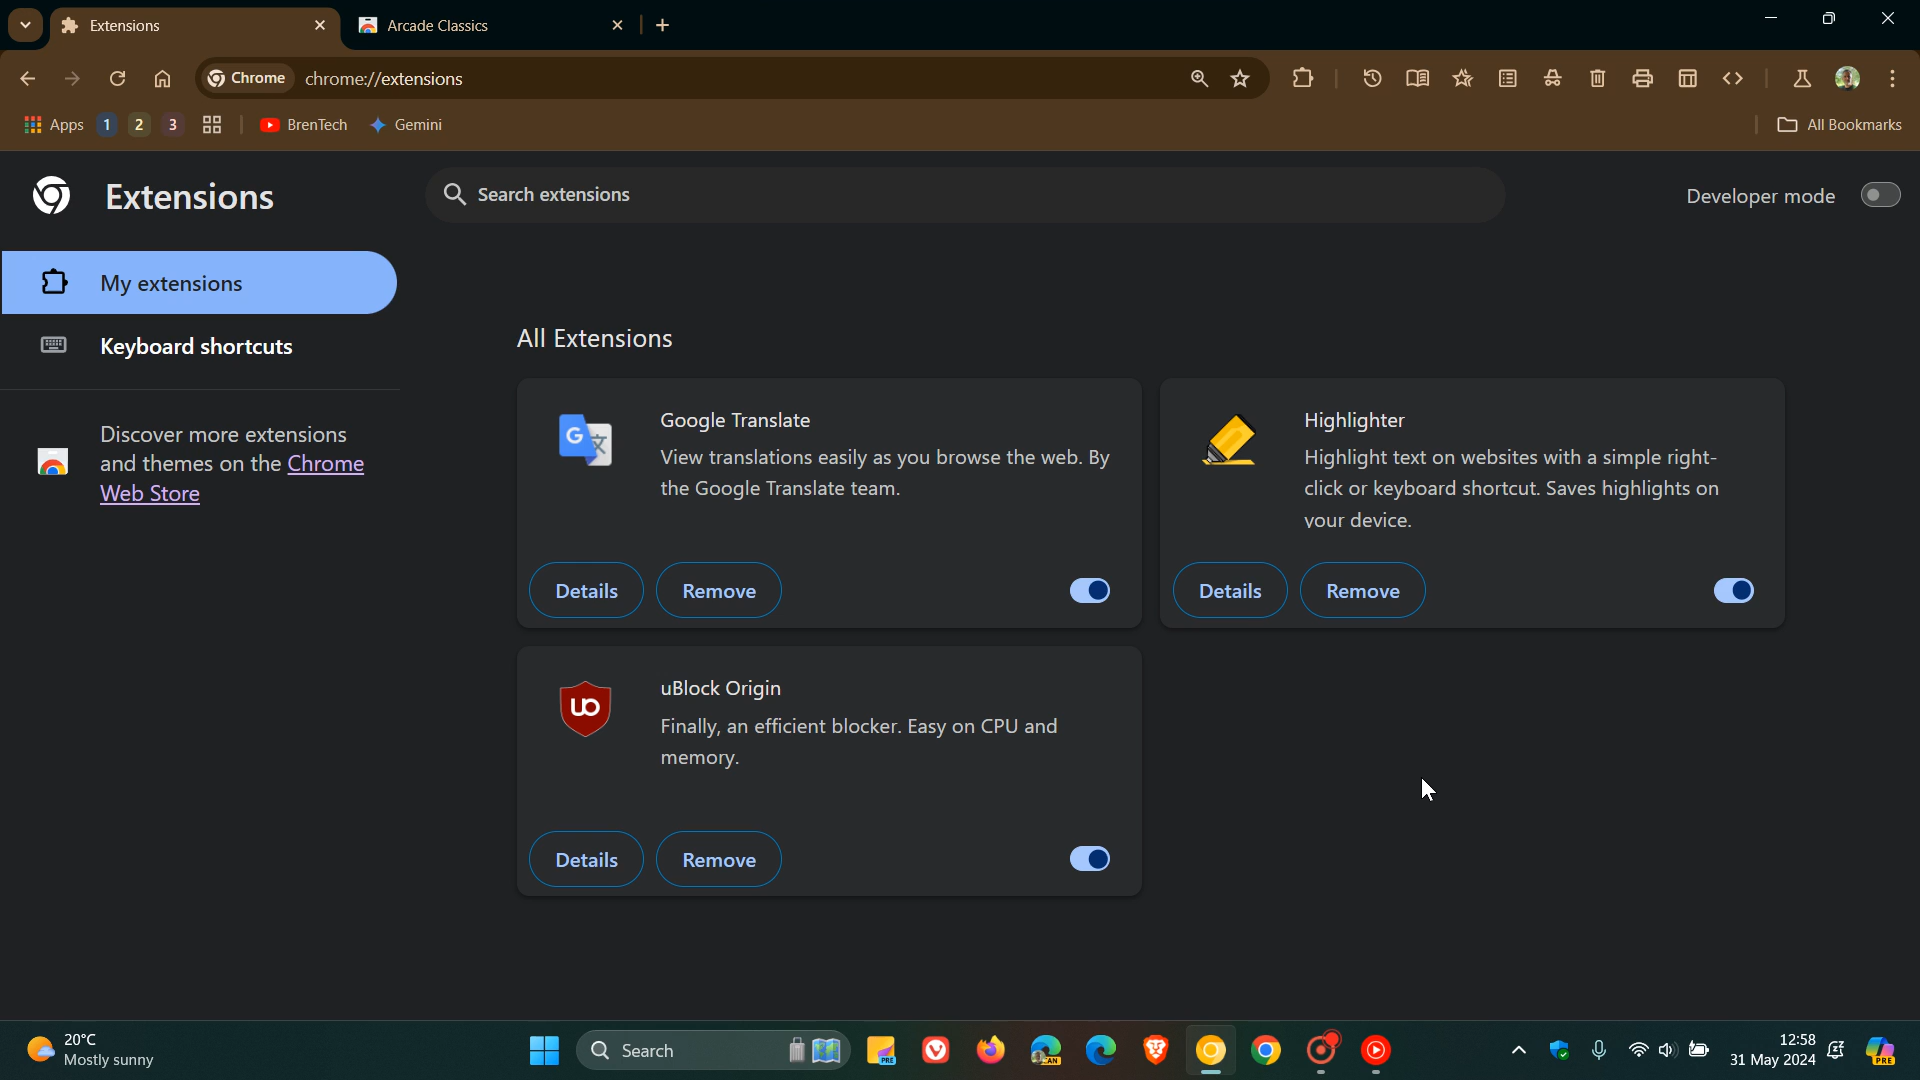 Extensions
Arcade Classics
Chrome
chrome://extensions
Apps
1
2
3
BrenTech
Gemini
All Bookmarks
Extensions
Search extensions
Developer mode
My extensions
Keyboard shortcuts
Discover more extensions
and themes on the Chrome
Web Store
All Extensions
Google Translate
View translations easily as you browse the web. By
the Google Translate team.
Details
Remove
Highlighter
Highlight text on websites with a simple right-
click or keyboard shortcut. Saves highlights on
your device.
Details
Remove
uBlock Origin
Finally, an efficient blocker. Easy on CPU and
memory.
Details
Remove
20°C
Mostly sunny
Search
PRE
CAN
12:58
31 May 2024
PRE